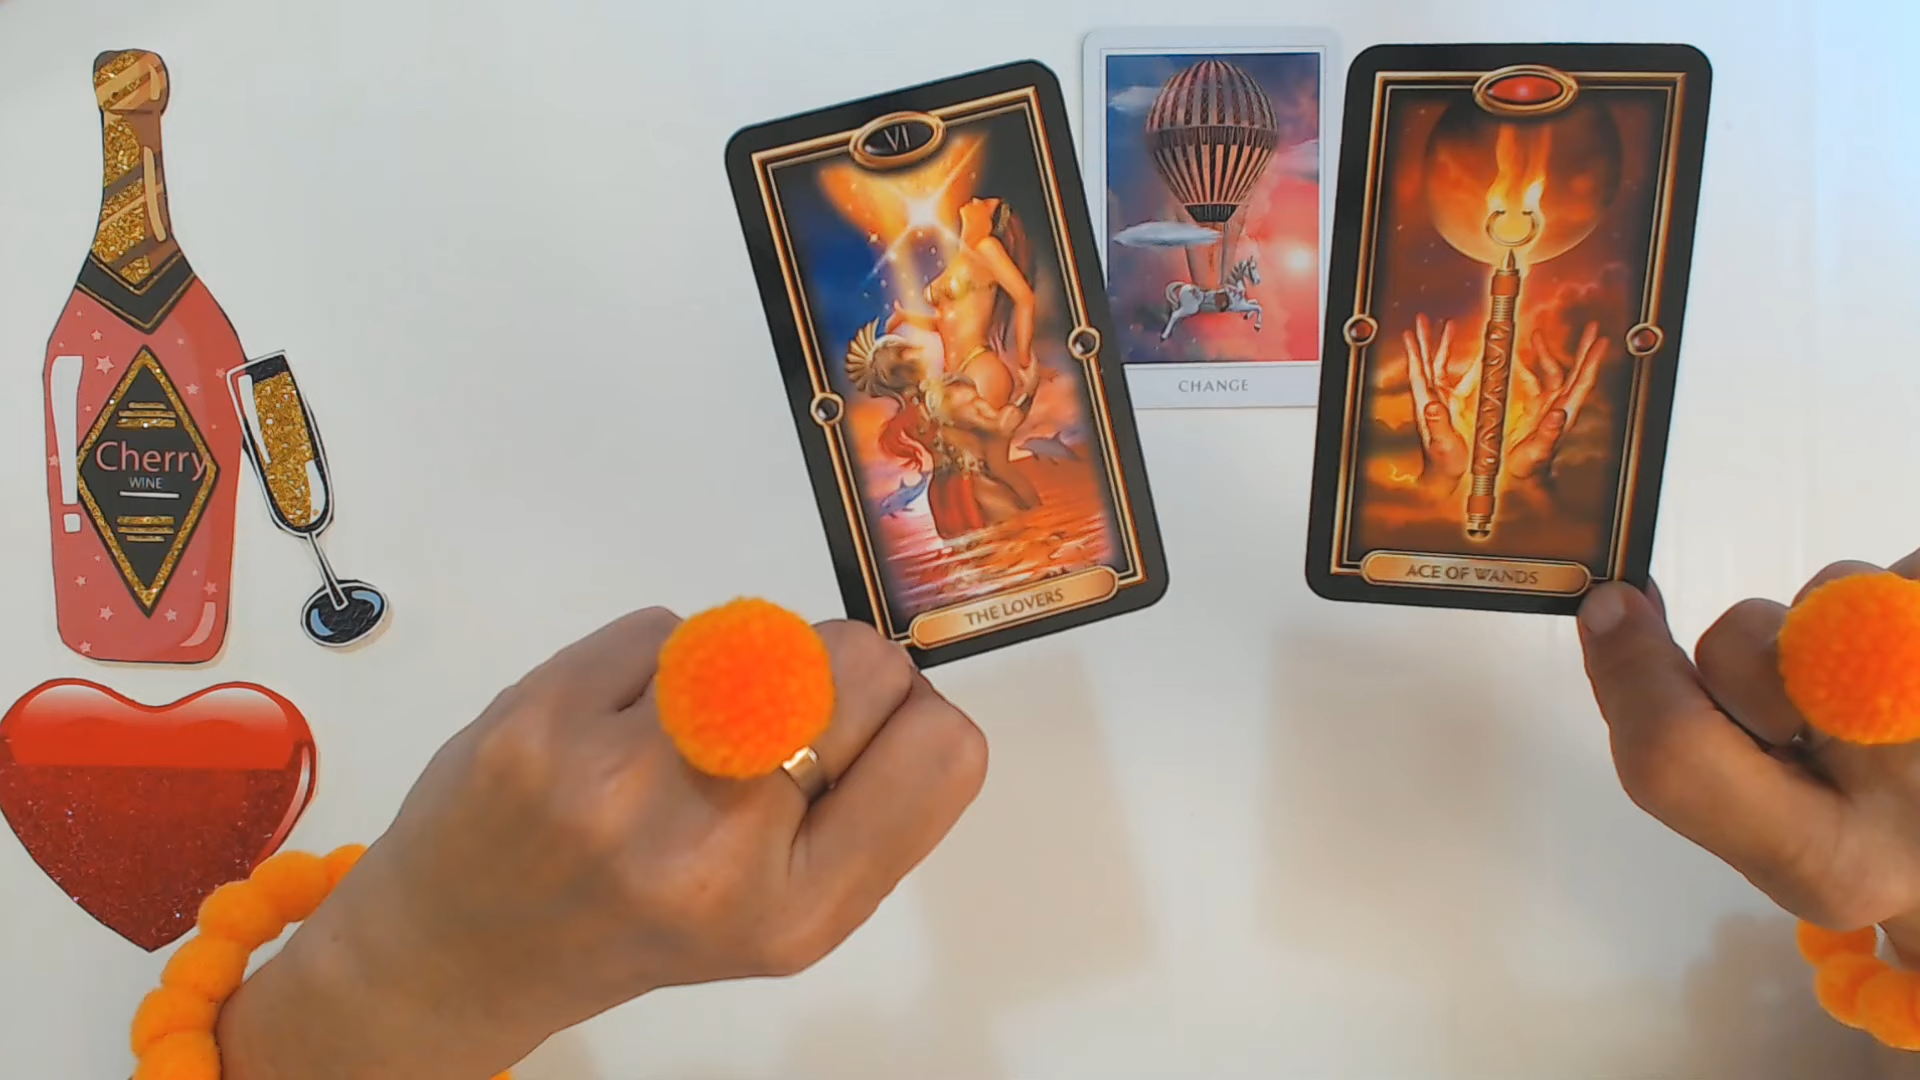 Cherry
WINE
VI
THE LOVERS
CHANGE
ACE OF WANDS